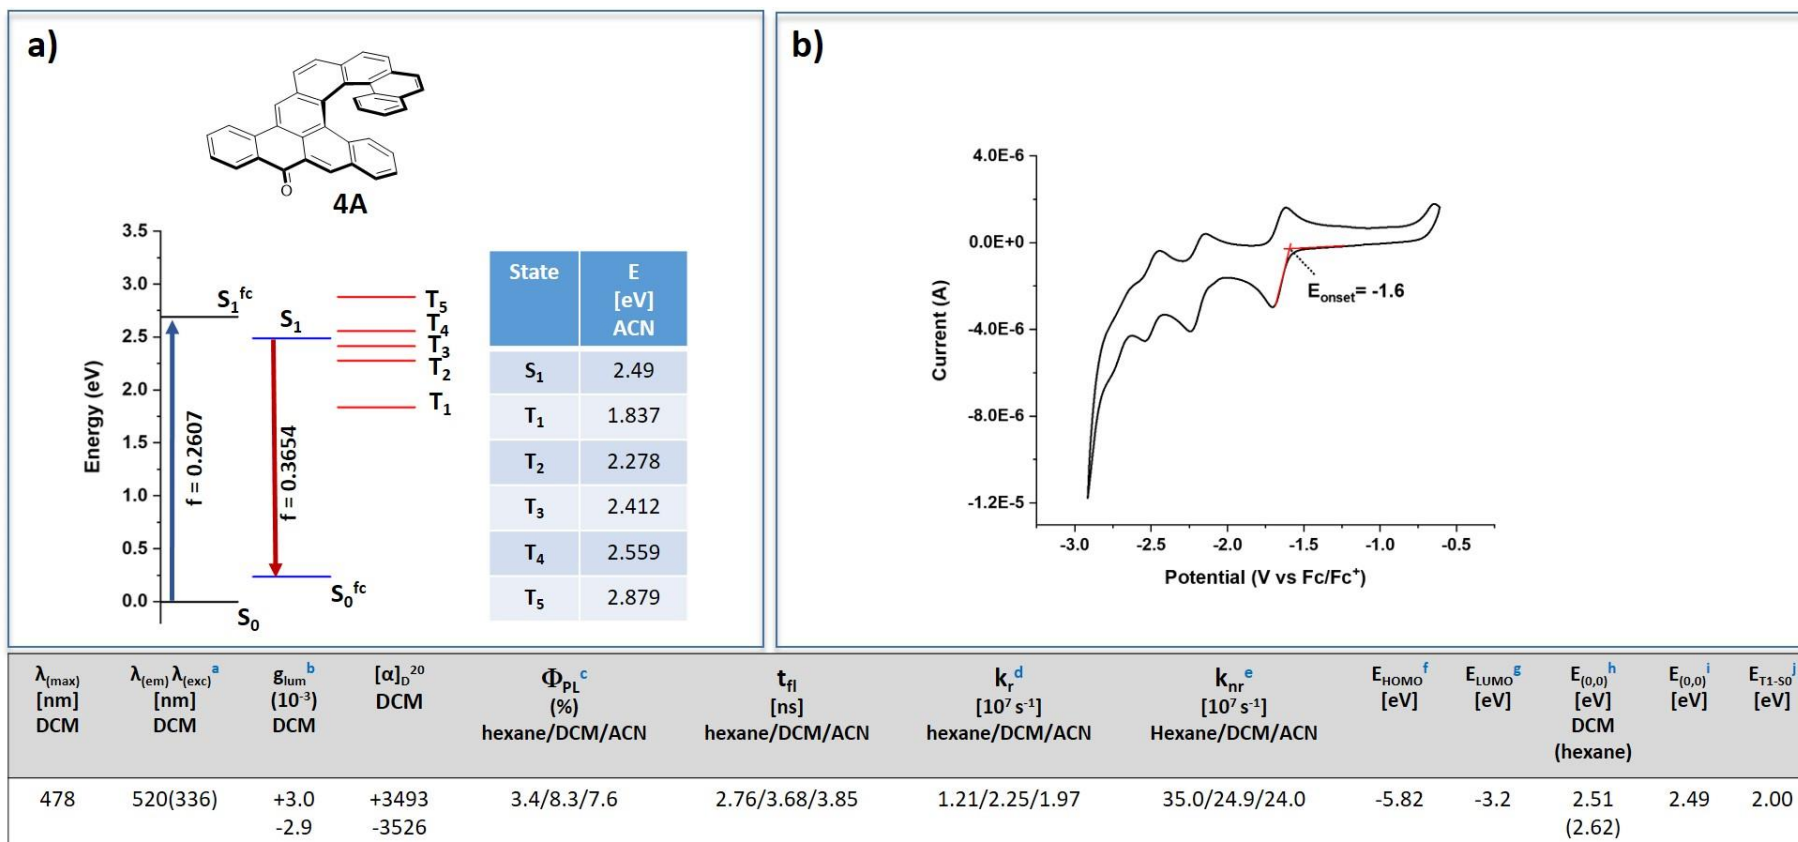 a)
O
4A
3.5
3.0
2.5
2.0
1.5
1.0
0.5
0.0
Energy (eV)
S1fc
S1
f = 0.2607
f = 0.3654
S0
S0fc
T5
T4
T3
T2
T1
State E [eV] ACN
S1 2.49
T1 1.837
T2 2.278
T3 2.412
T4 2.559
T5 2.879
b)
4.0E-6
0.0E+0
-4.0E-6
-8.0E-6
-1.2E-5
Current (A)
Eonset= -1.6
-3.0 -2.5 -2.0 -1.5 -1.0 -0.5
Potential (V vs Fc/Fc+)
λ(max) [nm] DCM
λ(em) λ(exc)a [nm] DCM
glumb (10-3) DCM
[α]D20 DCM
ΦPLc (%) hexane/DCM/ACN
tfl [ns] hexane/DCM/ACN
krd [107 s-1] hexane/DCM/ACN
knre [107 s-1] Hexane/DCM/ACN
EHOMOf [eV]
ELUMOg [eV]
E(0,0)h [eV] DCM (hexane)
E(0,0)i [eV]
ET1-S0j [eV]
478 520(336) +3.0 +3493 3.4/8.3/7.6 2.76/3.68/3.85 1.21/2.25/1.97 35.0/24.9/24.0 -5.82 -3.2 2.51 2.49 2.00
-2.9 -3526 (2.62)